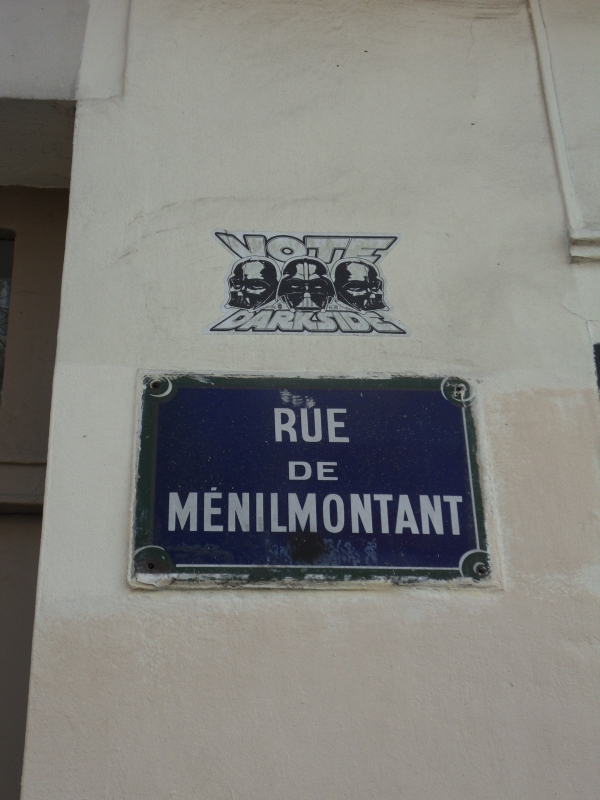 VOTE
DARKSIDE
RUE
DE
MÉNILMONTANT